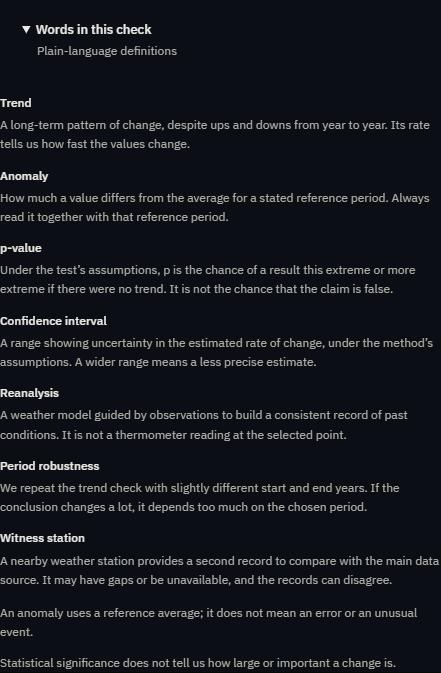 ▼ Words in this check
Plain-language definitions
Trend
A long-term pattern of change, despite ups and downs from year to year. Its rate
tells us how fast the values change.
Anomaly
How much a value differs from the average for a stated reference period. Always
read it together with that reference period.
p-value
Under the test’s assumptions, p is the chance of a result this extreme or more
extreme if there were no trend. It is not the chance that the claim is false.
Confidence interval
A range showing uncertainty in the estimated rate of change, under the method’s
assumptions. A wider range means a less precise estimate.
Reanalysis
A weather model guided by observations to build a consistent record of past
conditions. It is not a thermometer reading at the selected point.
Period robustness
We repeat the trend check with slightly different start and end years. If the
conclusion changes a lot, it depends too much on the chosen period.
Witness station
A nearby weather station provides a second record to compare with the main data
source. It may have gaps or be unavailable, and the records can disagree.
An anomaly uses a reference average; it does not mean an error or an unusual
event.
Statistical significance does not tell us how large or important a change is.